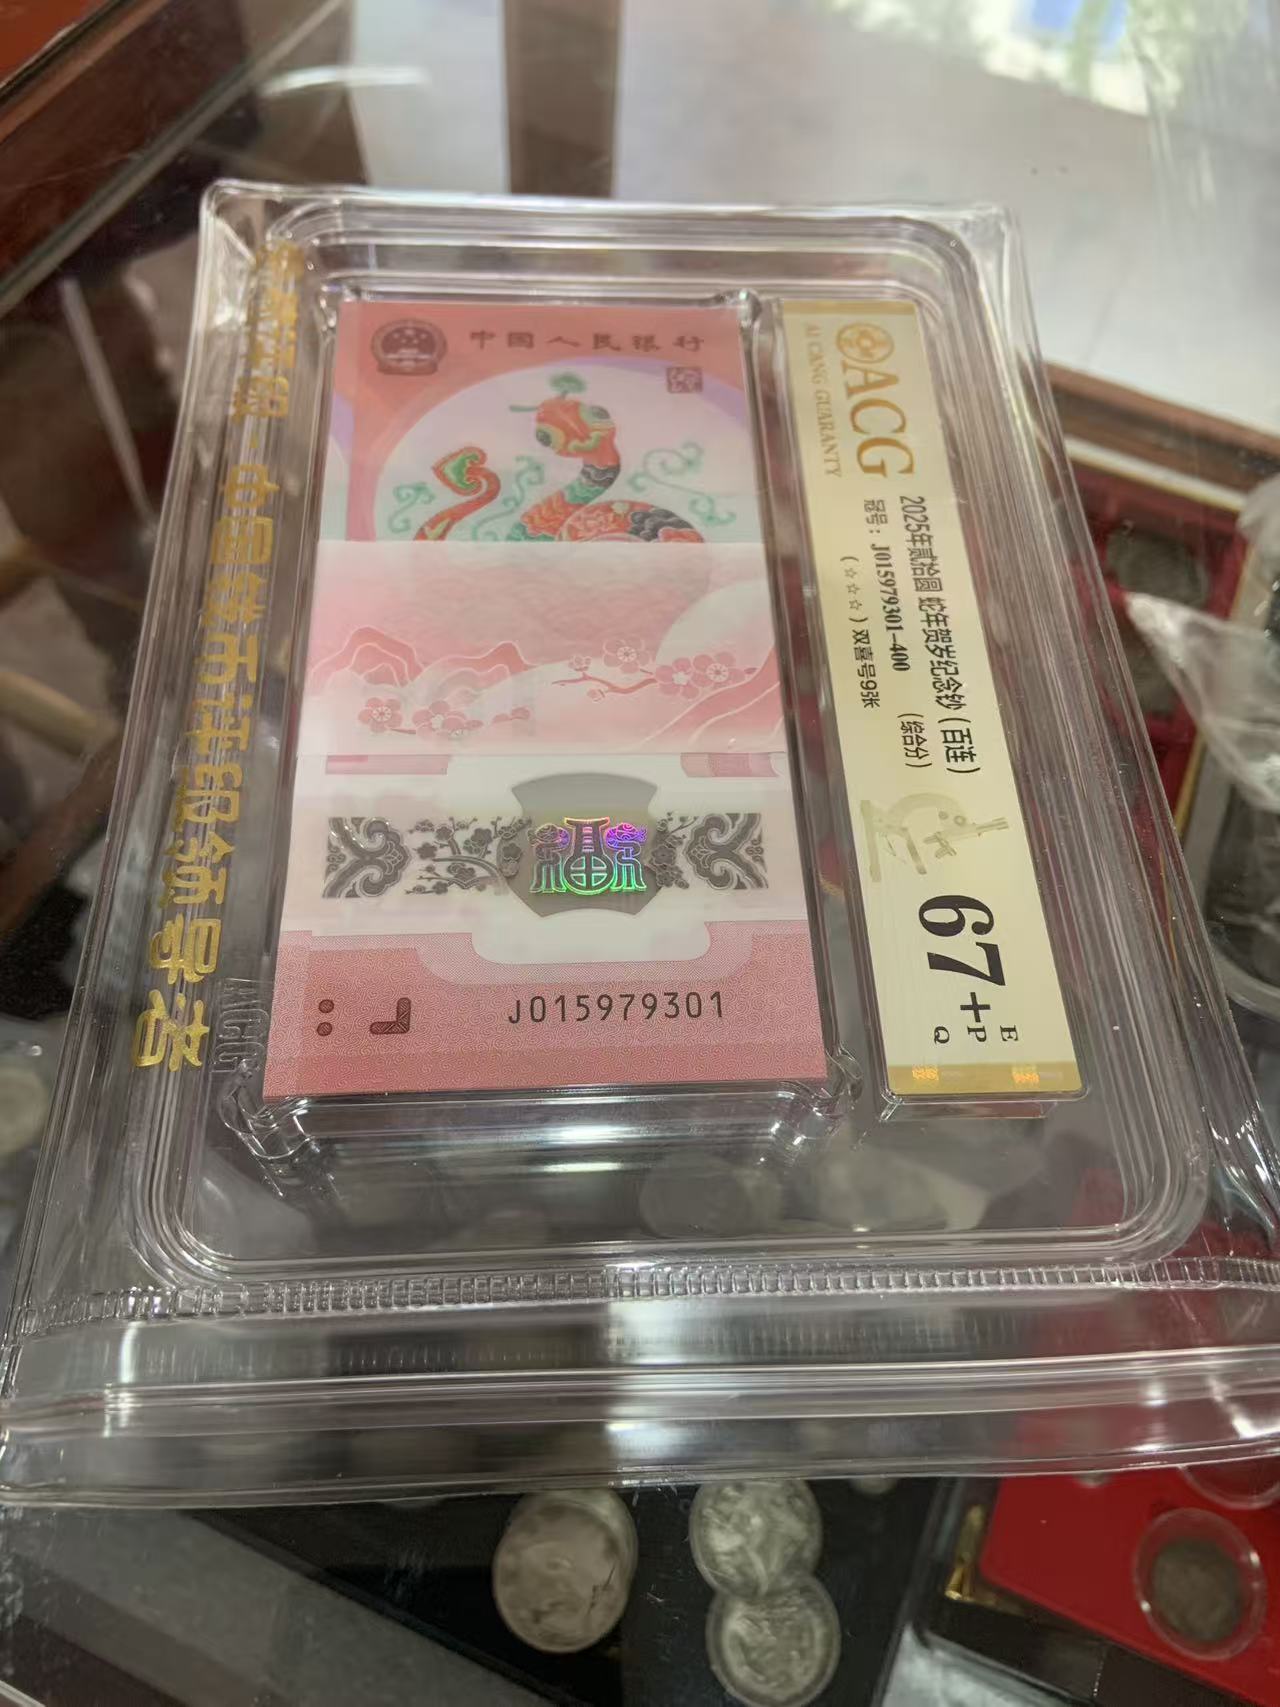 中国人民银行
J015979301
ACG
AI CANG GUARANTY
2025年贰拾圆 蛇年贺岁纪念钞（百连）
冠号：J015979301-400 （综合分）
（☆☆☆）双喜号9张
67+
E
P
Q
中国钱币评级领导者